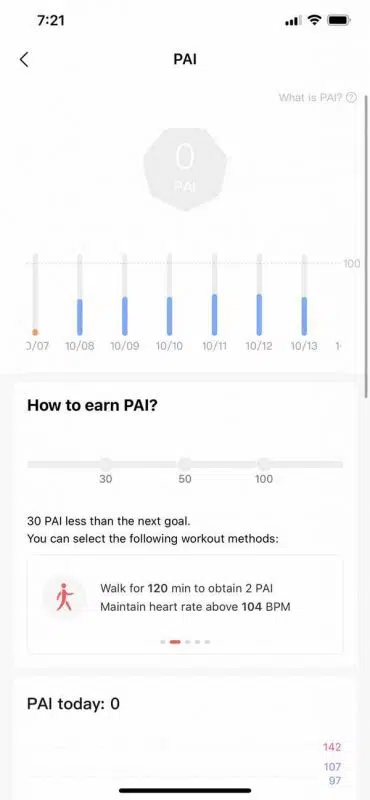 7:21
PAI
What is PAI? ?
0
PAI
100
0/07 10/08 10/09 10/10 10/11 10/12 10/13 1
How to earn PAI?
30 50 100
30 PAI less than the next goal.
You can select the following workout methods:
Walk for 120 min to obtain 2 PAI
Maintain heart rate above 104 BPM
PAI today: 0
142
107
97